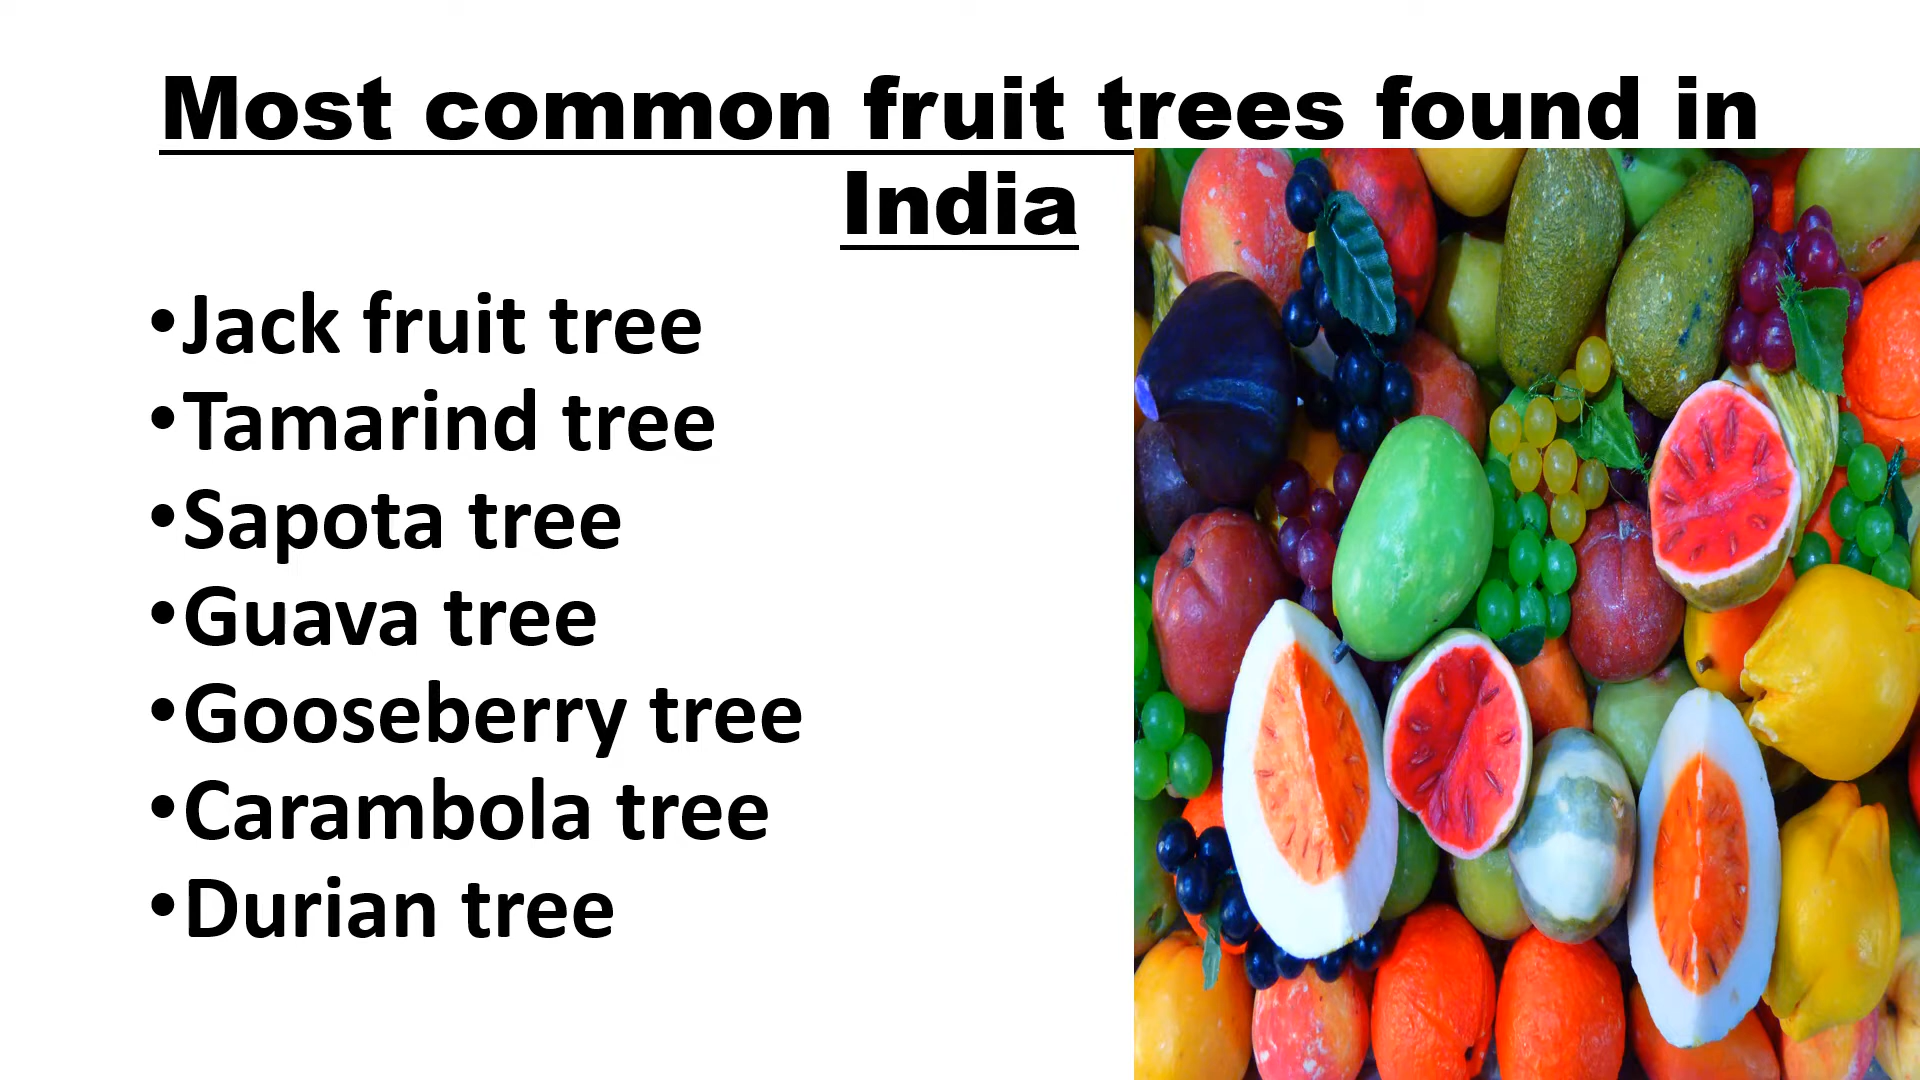 Most common fruit trees found in
India
•Jack fruit tree
•Tamarind tree
•Sapota tree
•Guava tree
•Gooseberry tree
•Carambola tree
•Durian tree